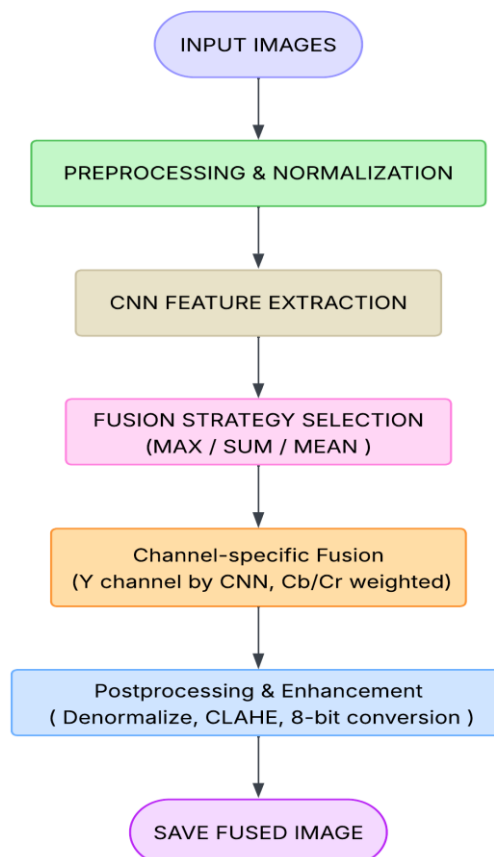 INPUT IMAGES
PREPROCESSING & NORMALIZATION
CNN FEATURE EXTRACTION
FUSION STRATEGY SELECTION
(MAX / SUM / MEAN )
Channel-specific Fusion
(Y channel by CNN, Cb/Cr weighted)
Postprocessing & Enhancement
( Denormalize, CLAHE, 8-bit conversion )
SAVE FUSED IMAGE